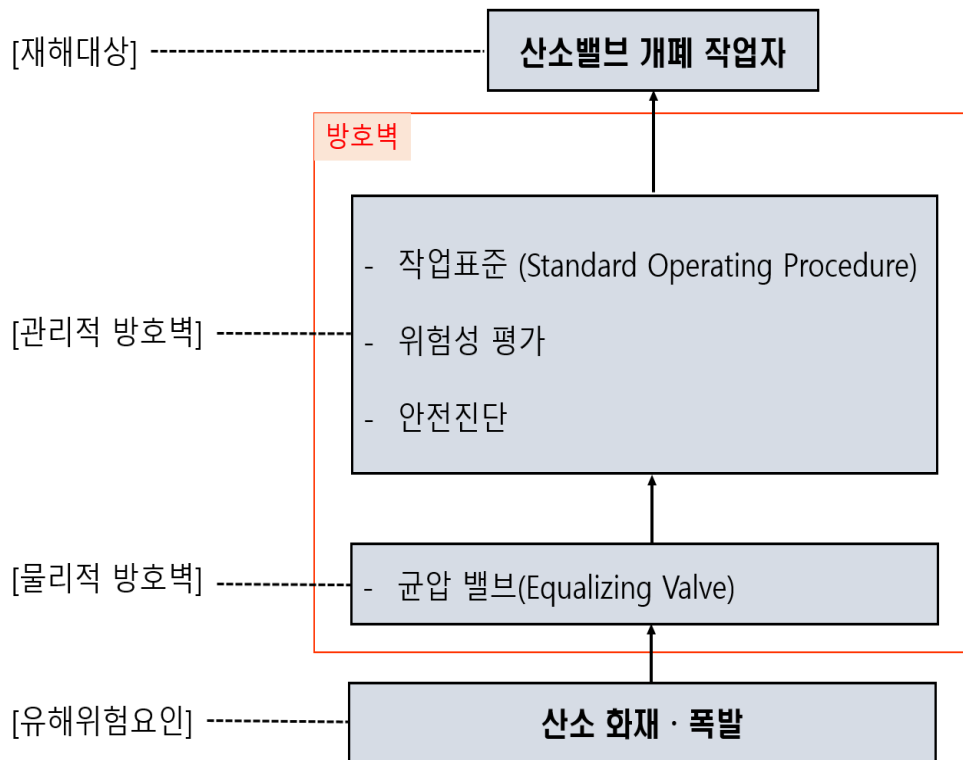 [재해대상]
산소밸브 개폐 작업자
방호벽
[관리적 방호벽]
- 작업표준 (Standard Operating Procedure)
- 위험성 평가
- 안전진단
[물리적 방호벽]
- 균압 밸브(Equalizing Valve)
[유해위험요인]
산소 화재 · 폭발